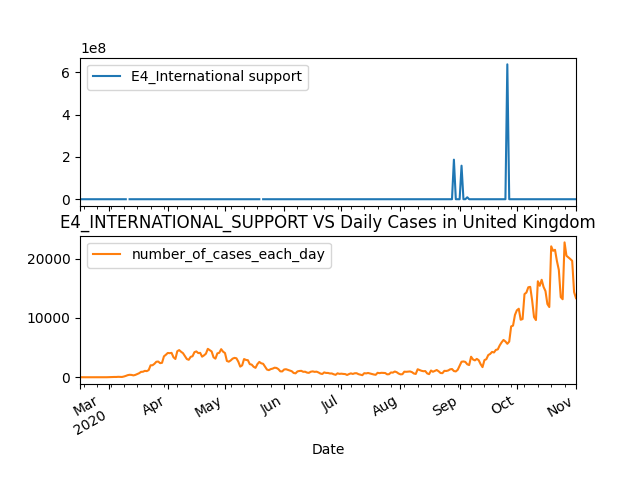 1e8
E4_International support
6
4
2
0
E4_INTERNATIONAL_SUPPORT VS Daily Cases in United Kingdom
number_of_cases_each_day
20000
10000
0
Mar
2020
Apr
May
Jun
Jul
Aug
Sep
Oct
Nov
Date